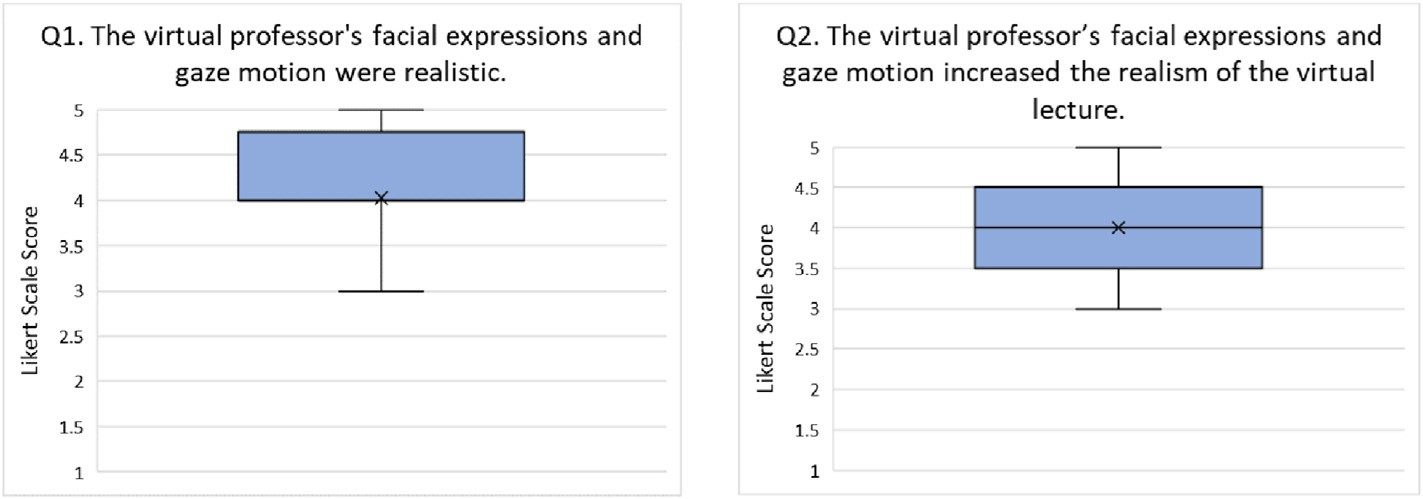 Q1. The virtual professor's facial expressions and
gaze motion were realistic.
5
4.5
4
3.5
3
2.5
2
1.5
1
Likert Scale Score
Q2. The virtual professor’s facial expressions and
gaze motion increased the realism of the virtual
lecture.
5
4.5
4
3.5
3
2.5
2
1.5
1
Likert Scale Score